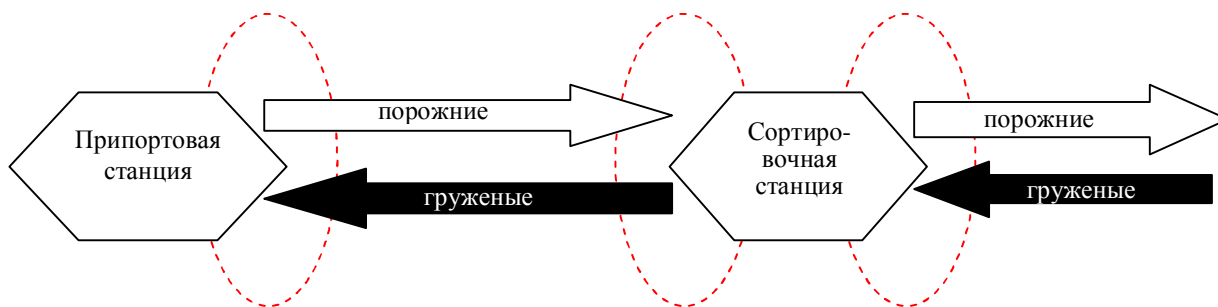 порожние
порожние
Припортовая
станция
Сортиро-
вочная
станция
груженые
груженые